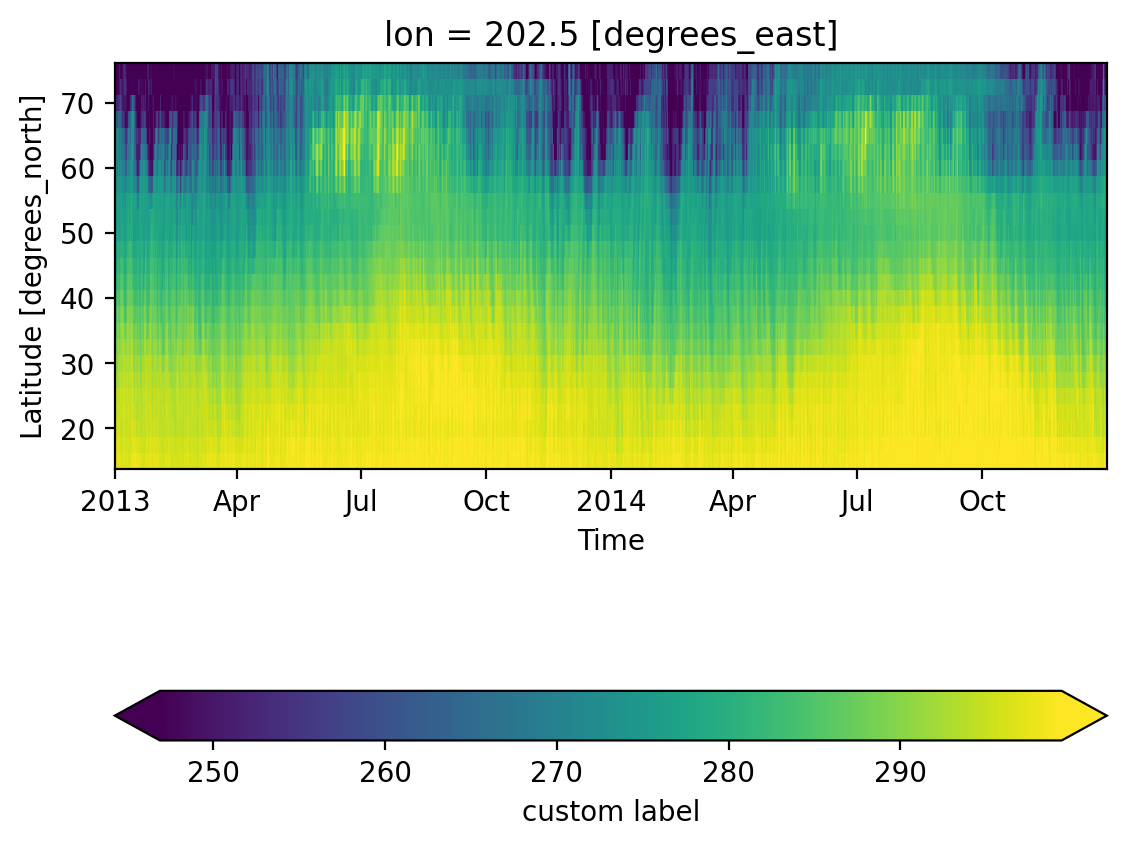 lon = 202.5 [degrees_east]
Latitude [degrees_north]
70
60
50
40
30
20
2013 Apr Jul Oct 2014 Apr Jul Oct
Time
250 260 270 280 290
custom label